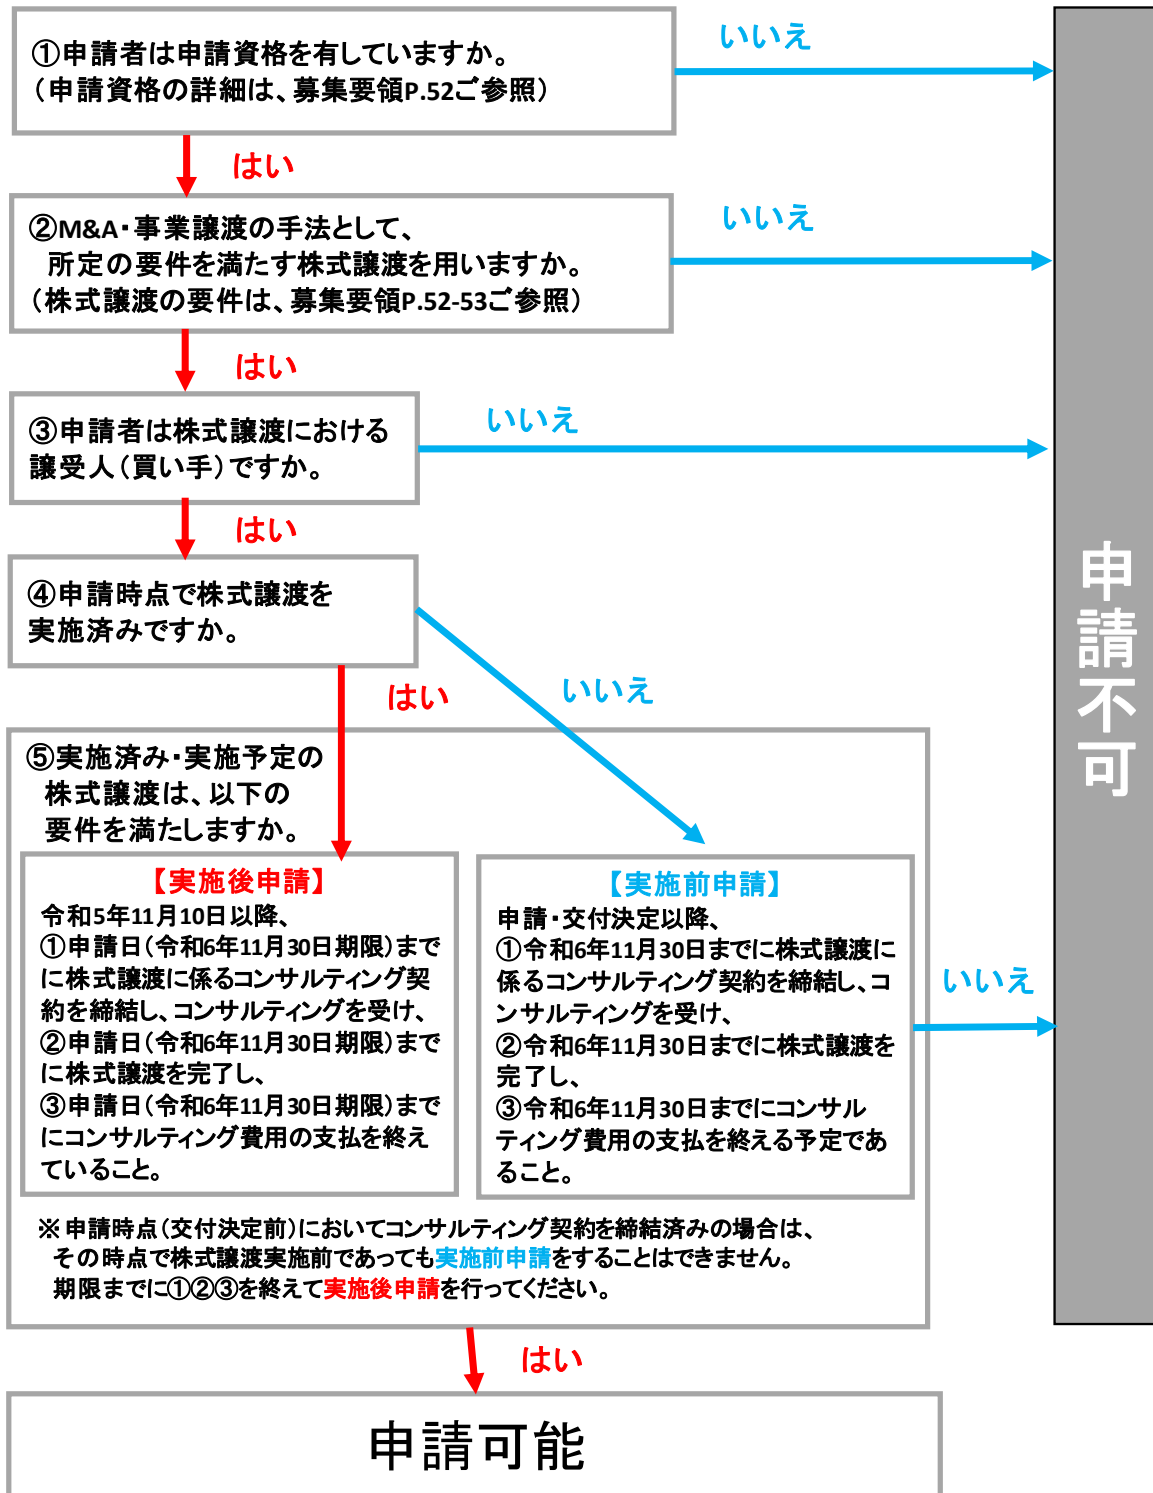 ①申請者は申請資格を有していますか。
（申請資格の詳細は、募集要領P.52ご参照）
いいえ
はい
②M&A・事業譲渡の手法として、
所定の要件を満たす株式譲渡を用いますか。
（株式譲渡の要件は、募集要領P.52-53ご参照）
いいえ
はい
③申請者は株式譲渡における
譲受人（買い手）ですか。
いいえ
はい
④申請時点で株式譲渡を
実施済みですか。
はい
いいえ
⑤実施済み・実施予定の
株式譲渡は、以下の
要件を満たしますか。
【実施後申請】
令和5年11月10日以降、
①申請日（令和6年11月30日期限）まで
に株式譲渡に係るコンサルティング契
約を締結し、コンサルティングを受け、
②申請日（令和6年11月30日期限）まで
に株式譲渡を完了し、
③申請日（令和6年11月30日期限）まで
にコンサルティング費用の支払を終え
ていること。
【実施前申請】
申請・交付決定以降、
①令和6年11月30日までに株式譲渡に
係るコンサルティング契約を締結し、コ
ンサルティングを受け、
②令和6年11月30日までに株式譲渡を
完了し、
③令和6年11月30日までにコンサル
ティング費用の支払を終える予定であ
ること。
いいえ
※申請時点（交付決定前）においてコンサルティング契約を締結済みの場合は、
その時点で株式譲渡実施前であっても実施前申請をすることはできません。
期限までに①②③を終えて実施後申請を行ってください。
はい
申請可能
申請不可